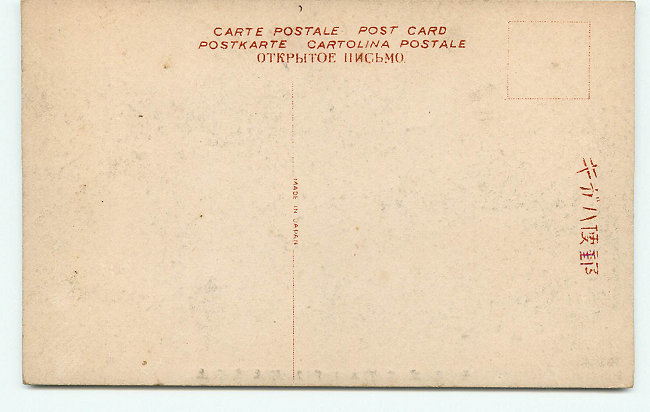 CARTE POSTALE POST CARD
POSTKARTE CARTOLINA POSTALE
ОТКРЫТОЕ ПИСЬМО.
MADE IN JAPAN
郵便ハガキ